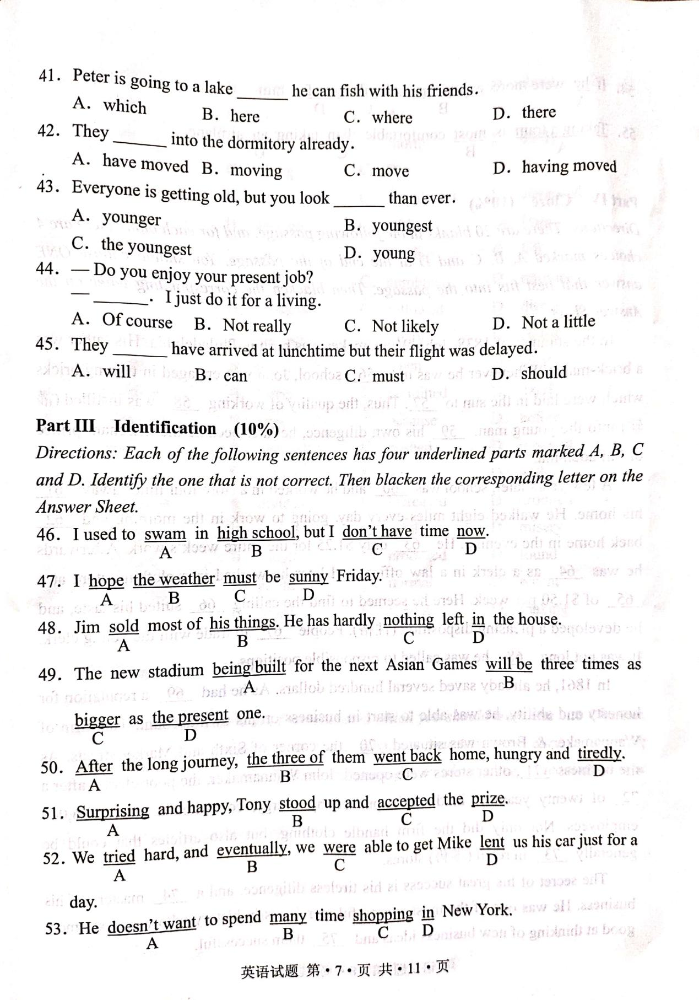 41. Peter is going to a lake ______ he can fish with his friends.
A. which B. here C. where D. there
42. They ______ into the dormitory already.
A. have moved B. moving C. move D. having moved
43. Everyone is getting old, but you look ______ than ever.
A. younger B. youngest
C. the youngest D. young
44. — Do you enjoy your present job?
— ______. I just do it for a living.
A. Of course B. Not really C. Not likely D. Not a little
45. They ______ have arrived at lunchtime but their flight was delayed.
A. will B. can C. must D. should
Part III Identification (10%)
Directions: Each of the following sentences has four underlined parts marked A, B, C
and D. Identify the one that is not correct. Then blacken the corresponding letter on the
Answer Sheet.
46. I used to swam in high school, but I don't have time now.
A B C D
47. I hope the weather must be sunny Friday.
A B C D
48. Jim sold most of his things. He has hardly nothing left in the house.
A B C D
49. The new stadium being built for the next Asian Games will be three times as
A B
bigger as the present one.
C D
50. After the long journey, the three of them went back home, hungry and tiredly.
A B C D
51. Surprising and happy, Tony stood up and accepted the prize.
A B C D
52. We tried hard, and eventually, we were able to get Mike lent us his car just for a
A B C D
day.
53. He doesn't want to spend many time shopping in New York.
A B C D
英语试题 第·7·页 共·11·页